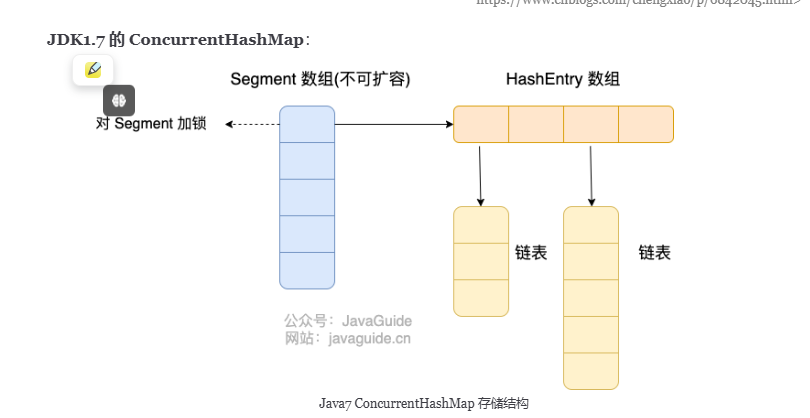 https://www.cnblogs.com/chengxiao/p/6842045.html>
JDK1.7 的 ConcurrentHashMap：
Segment 数组(不可扩容)
HashEntry 数组
对 Segment 加锁
链表
链表
公众号：JavaGuide
网站：javaguide.cn
Java7 ConcurrentHashMap 存储结构